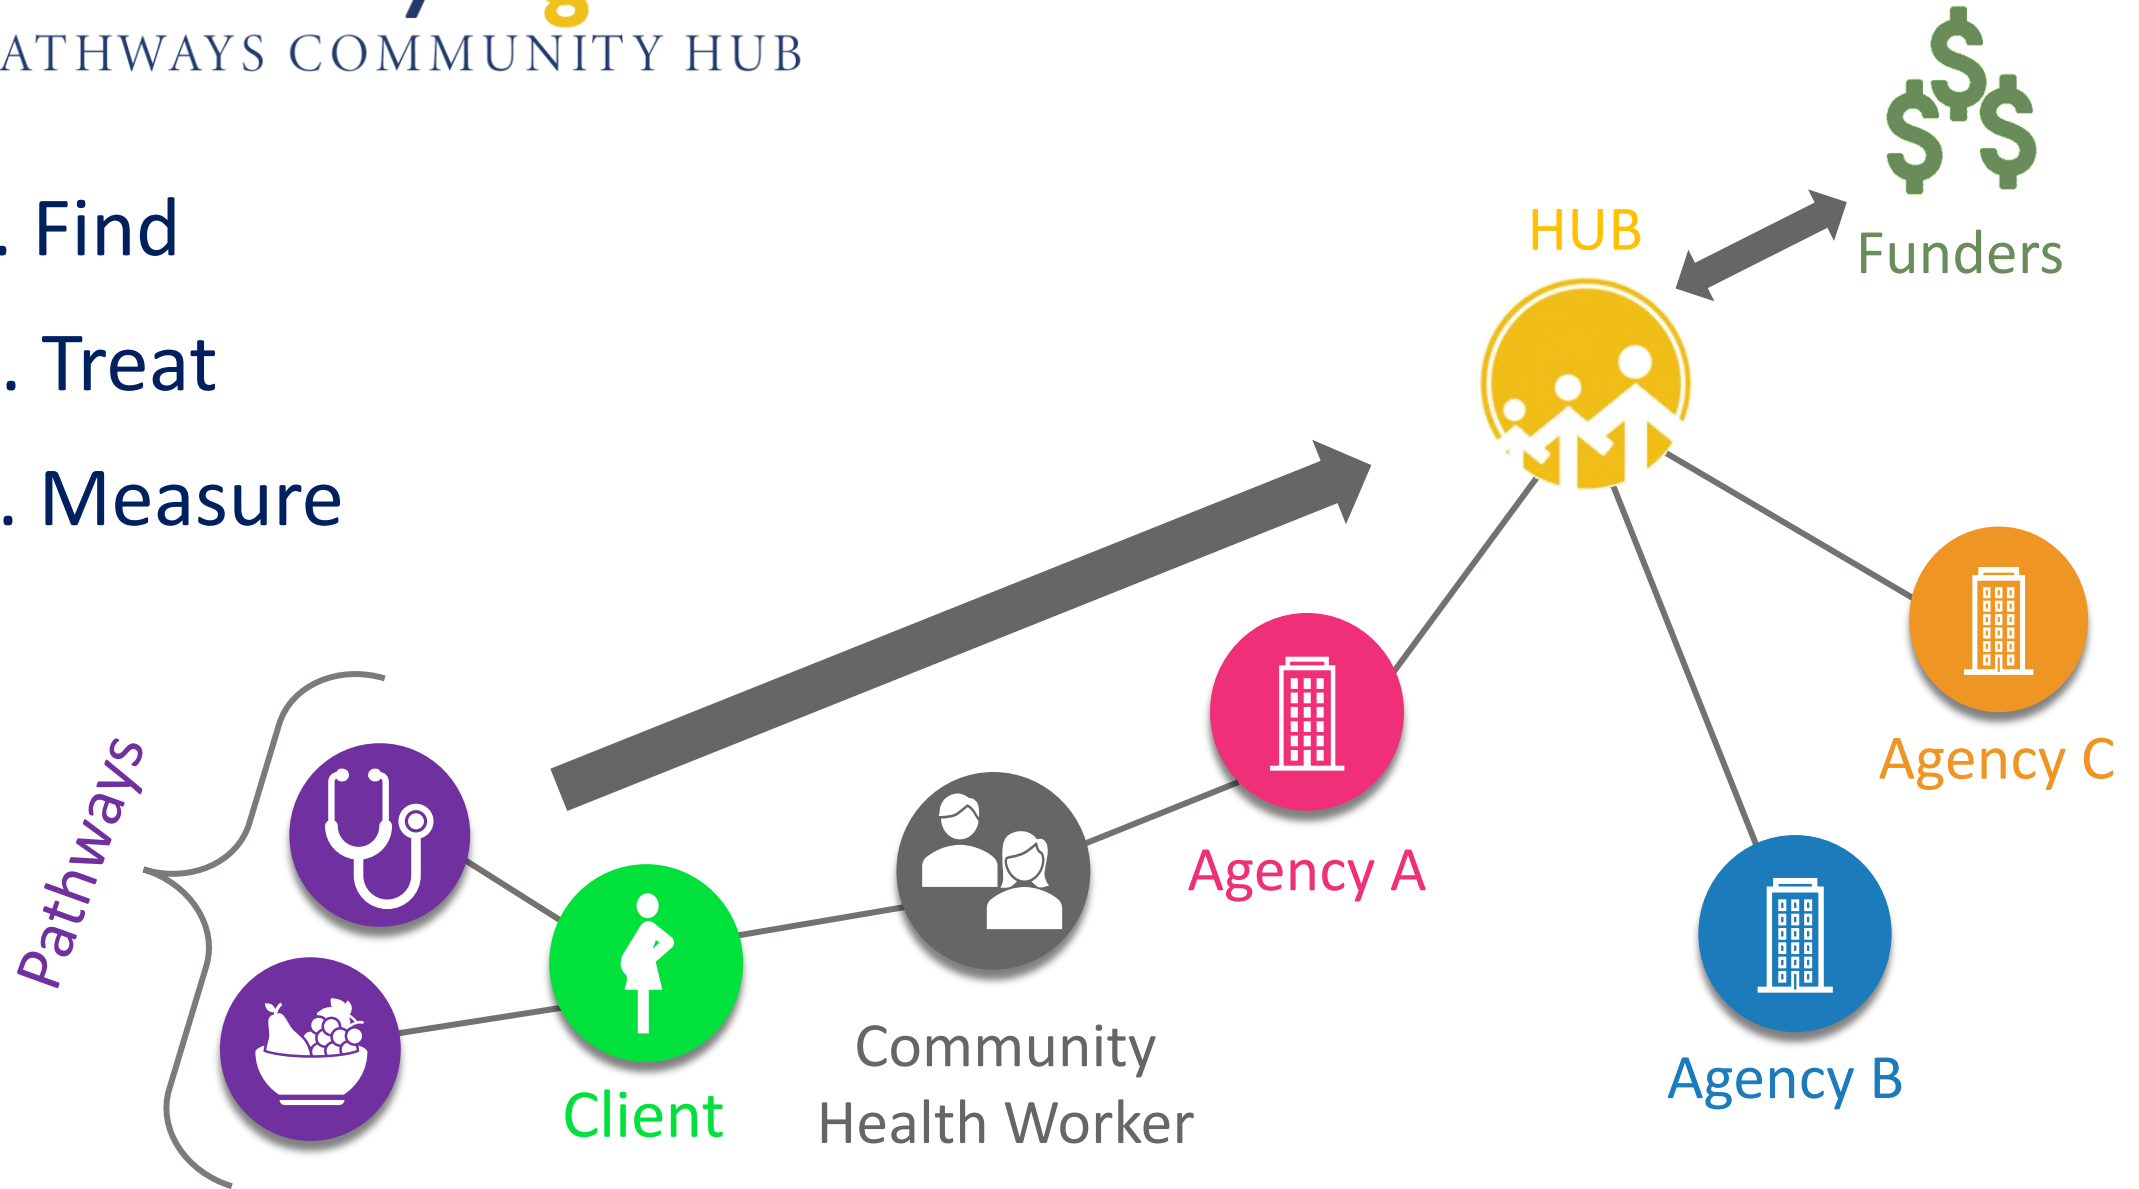 ATHWAYS COMMUNITY HUB
. Find
. Treat
. Measure
HUB
Funders
Agency C
Agency A
Agency B
Pathways
Client
Community
Health Worker